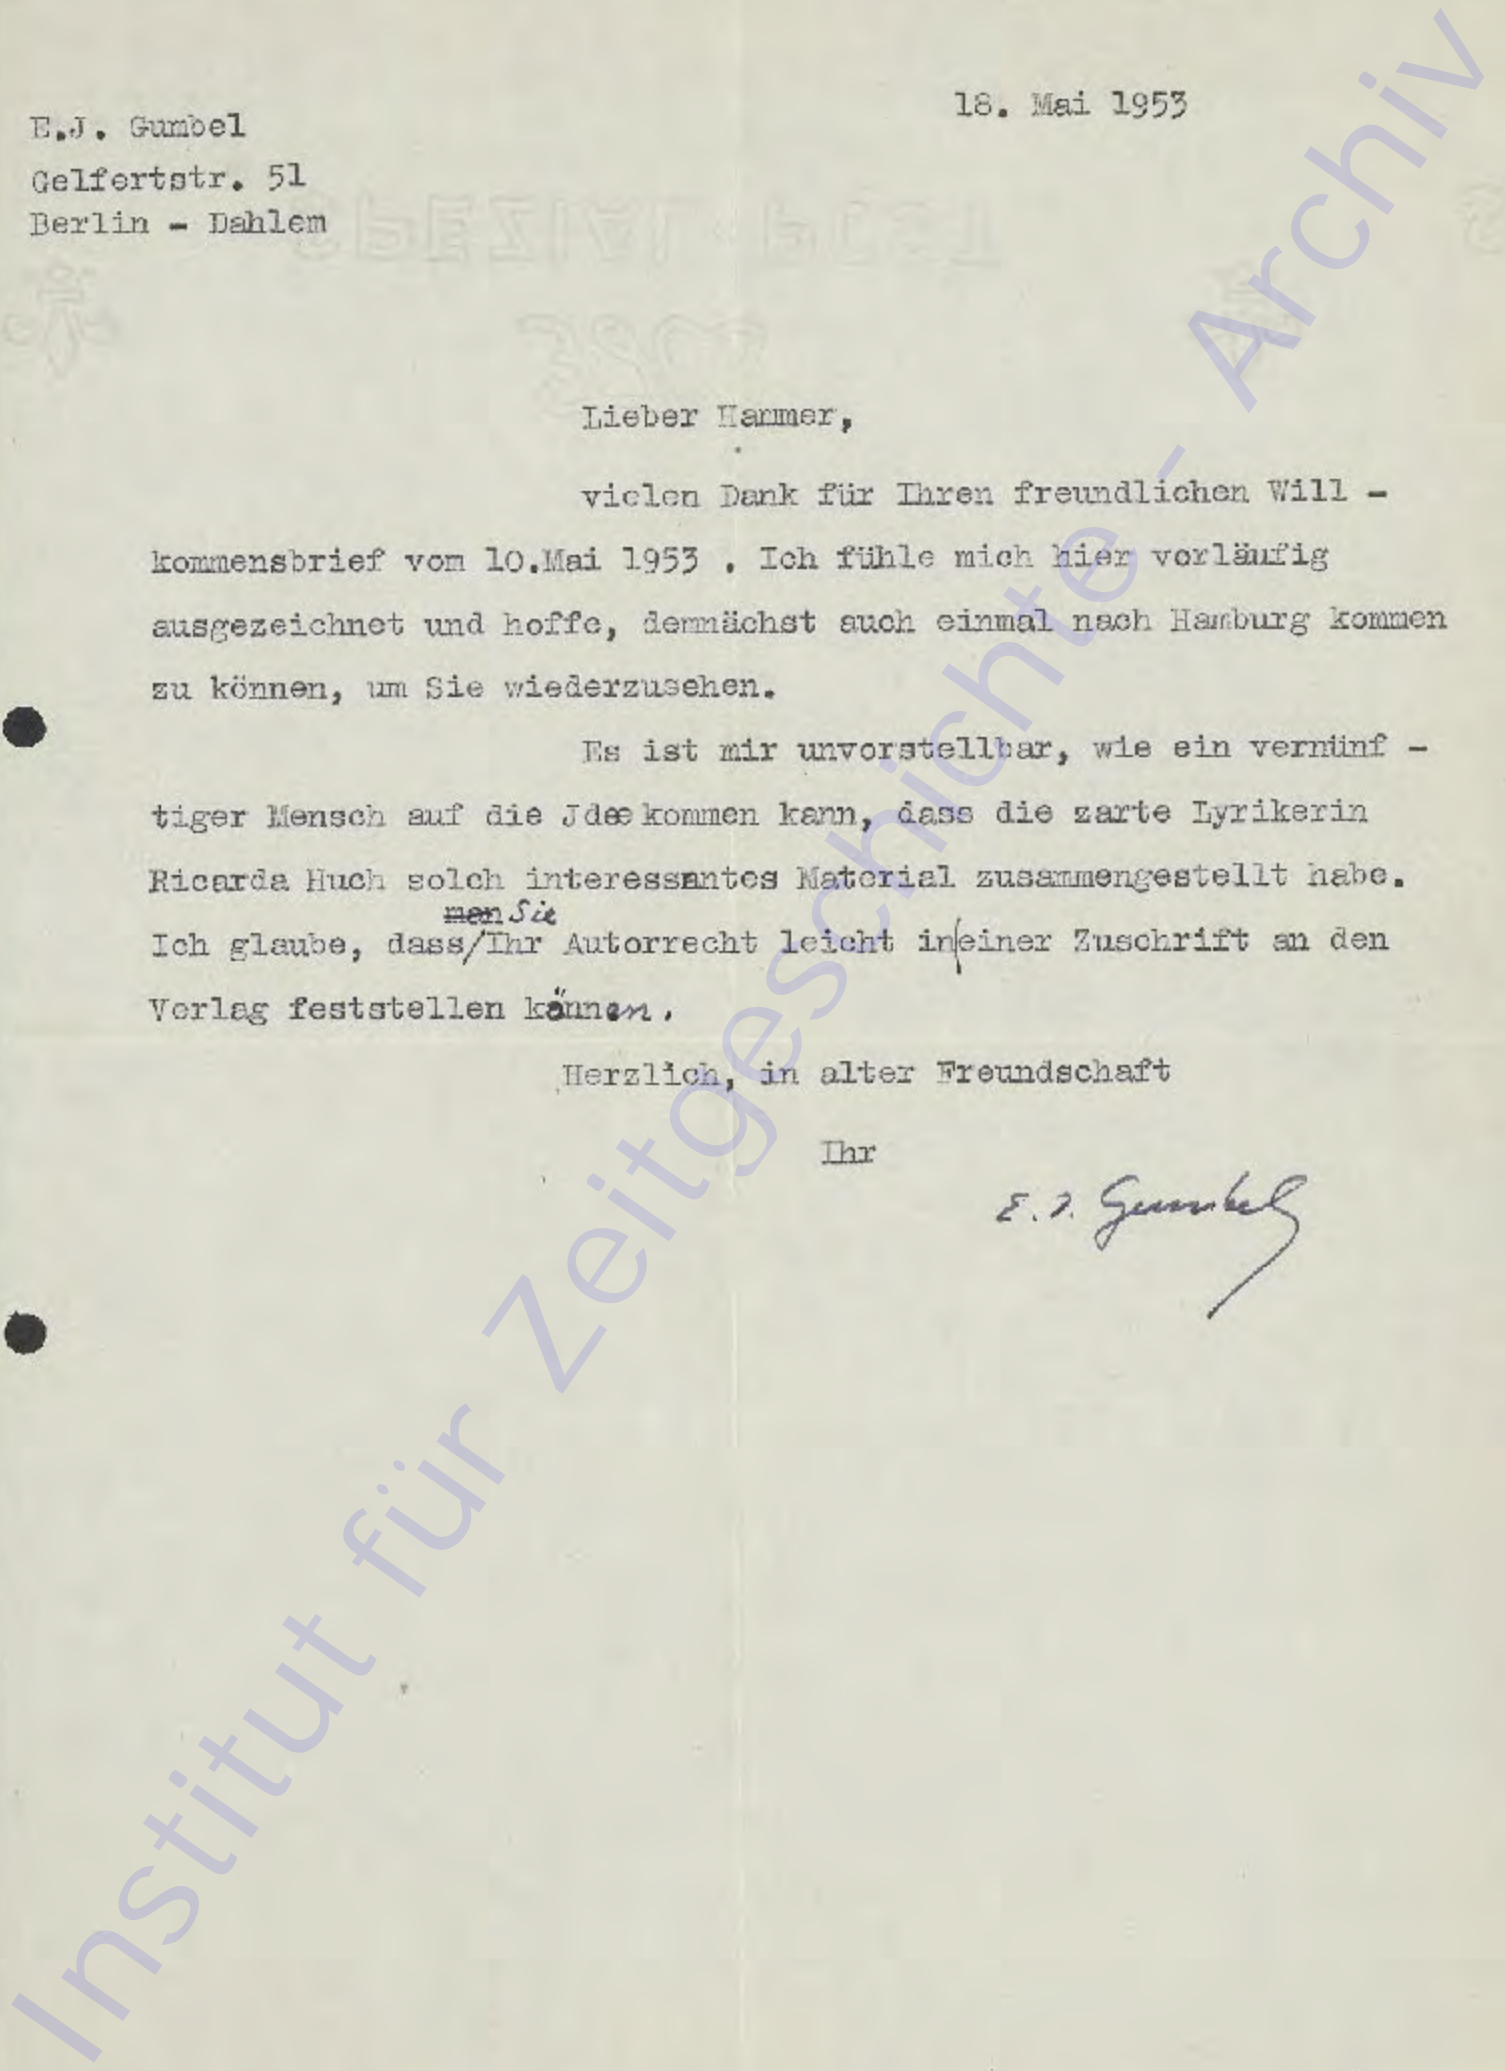 18. Mai 1953
E.J. Gumbel
Gelfertstr. 51
Berlin - Dahlem
Lieber Hammer,
vielen Dank für Ihren freundlichen Will -
kommensbrief vom 10.Mai 1953 . Ich fühle mich hier vorläufig
ausgezeichnet und hoffe, demnächst auch einmal nach Hamburg kommen
zu können, um Sie wiederzusehen.
Es ist mir unvorstellbar, wie ein vernünf -
tiger Mensch auf die Jdee kommen kann, dass die zarte Lyrikerin
Ricarda Huch solch interessantes Material zusammengestellt habe.
man Sie
Ich glaube, dass/Ihr Autorrecht leicht in einer Zuschrift an den
Verlag feststellen können.
Herzlich, in alter Freundschaft
Ihr
E. J. Gumbel
Institut für Zeitgeschichte - Archiv